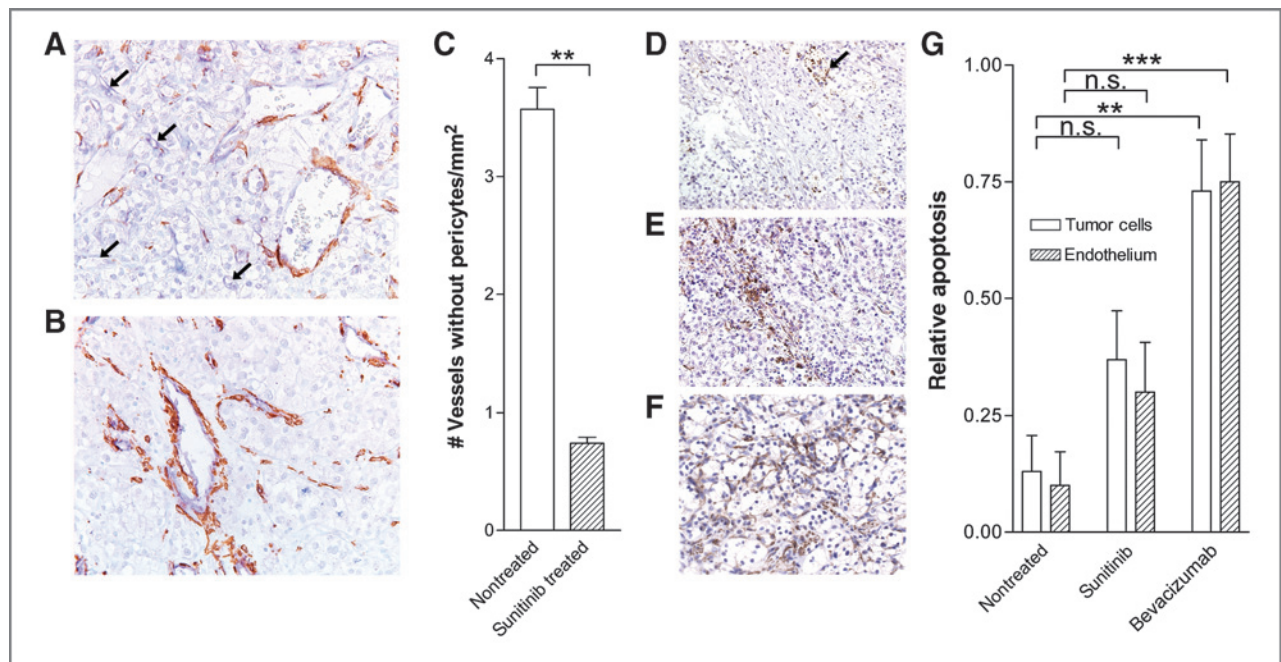 A
B
C
# Vessels without pericytes/mm²
4
3
2
1
0
**
Nontreated
Sunitinib treated
D
E
F
G
Relative apoptosis
1.00
0.75
0.50
0.25
0.00
***
n.s.
**
n.s.
Tumor cells
Endothelium
Nontreated
Sunitinib
Bevacizumab